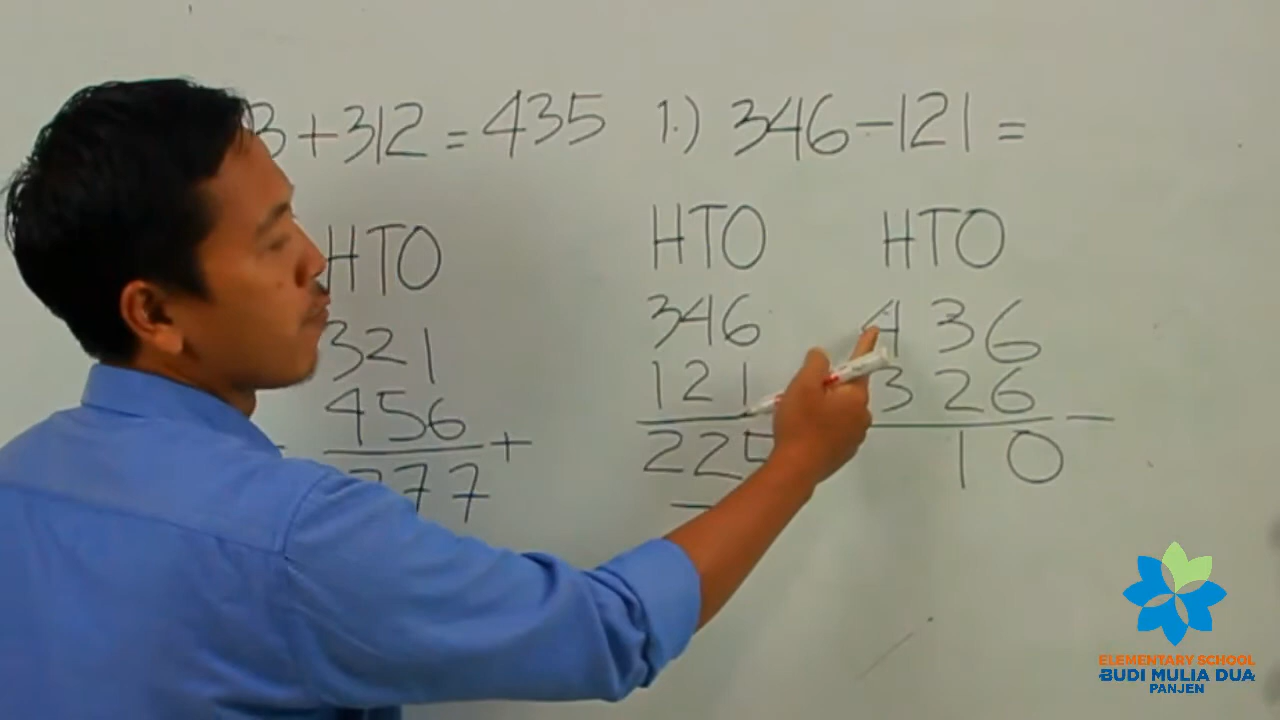 3 + 312 = 435
HTO
321
456
+
777
1.) 346 - 121 =
HTO
346
121
225
HTO
436
326
-
10
ELEMENTARY SCHOOL
BUDI MULIA DUA
PANJEN